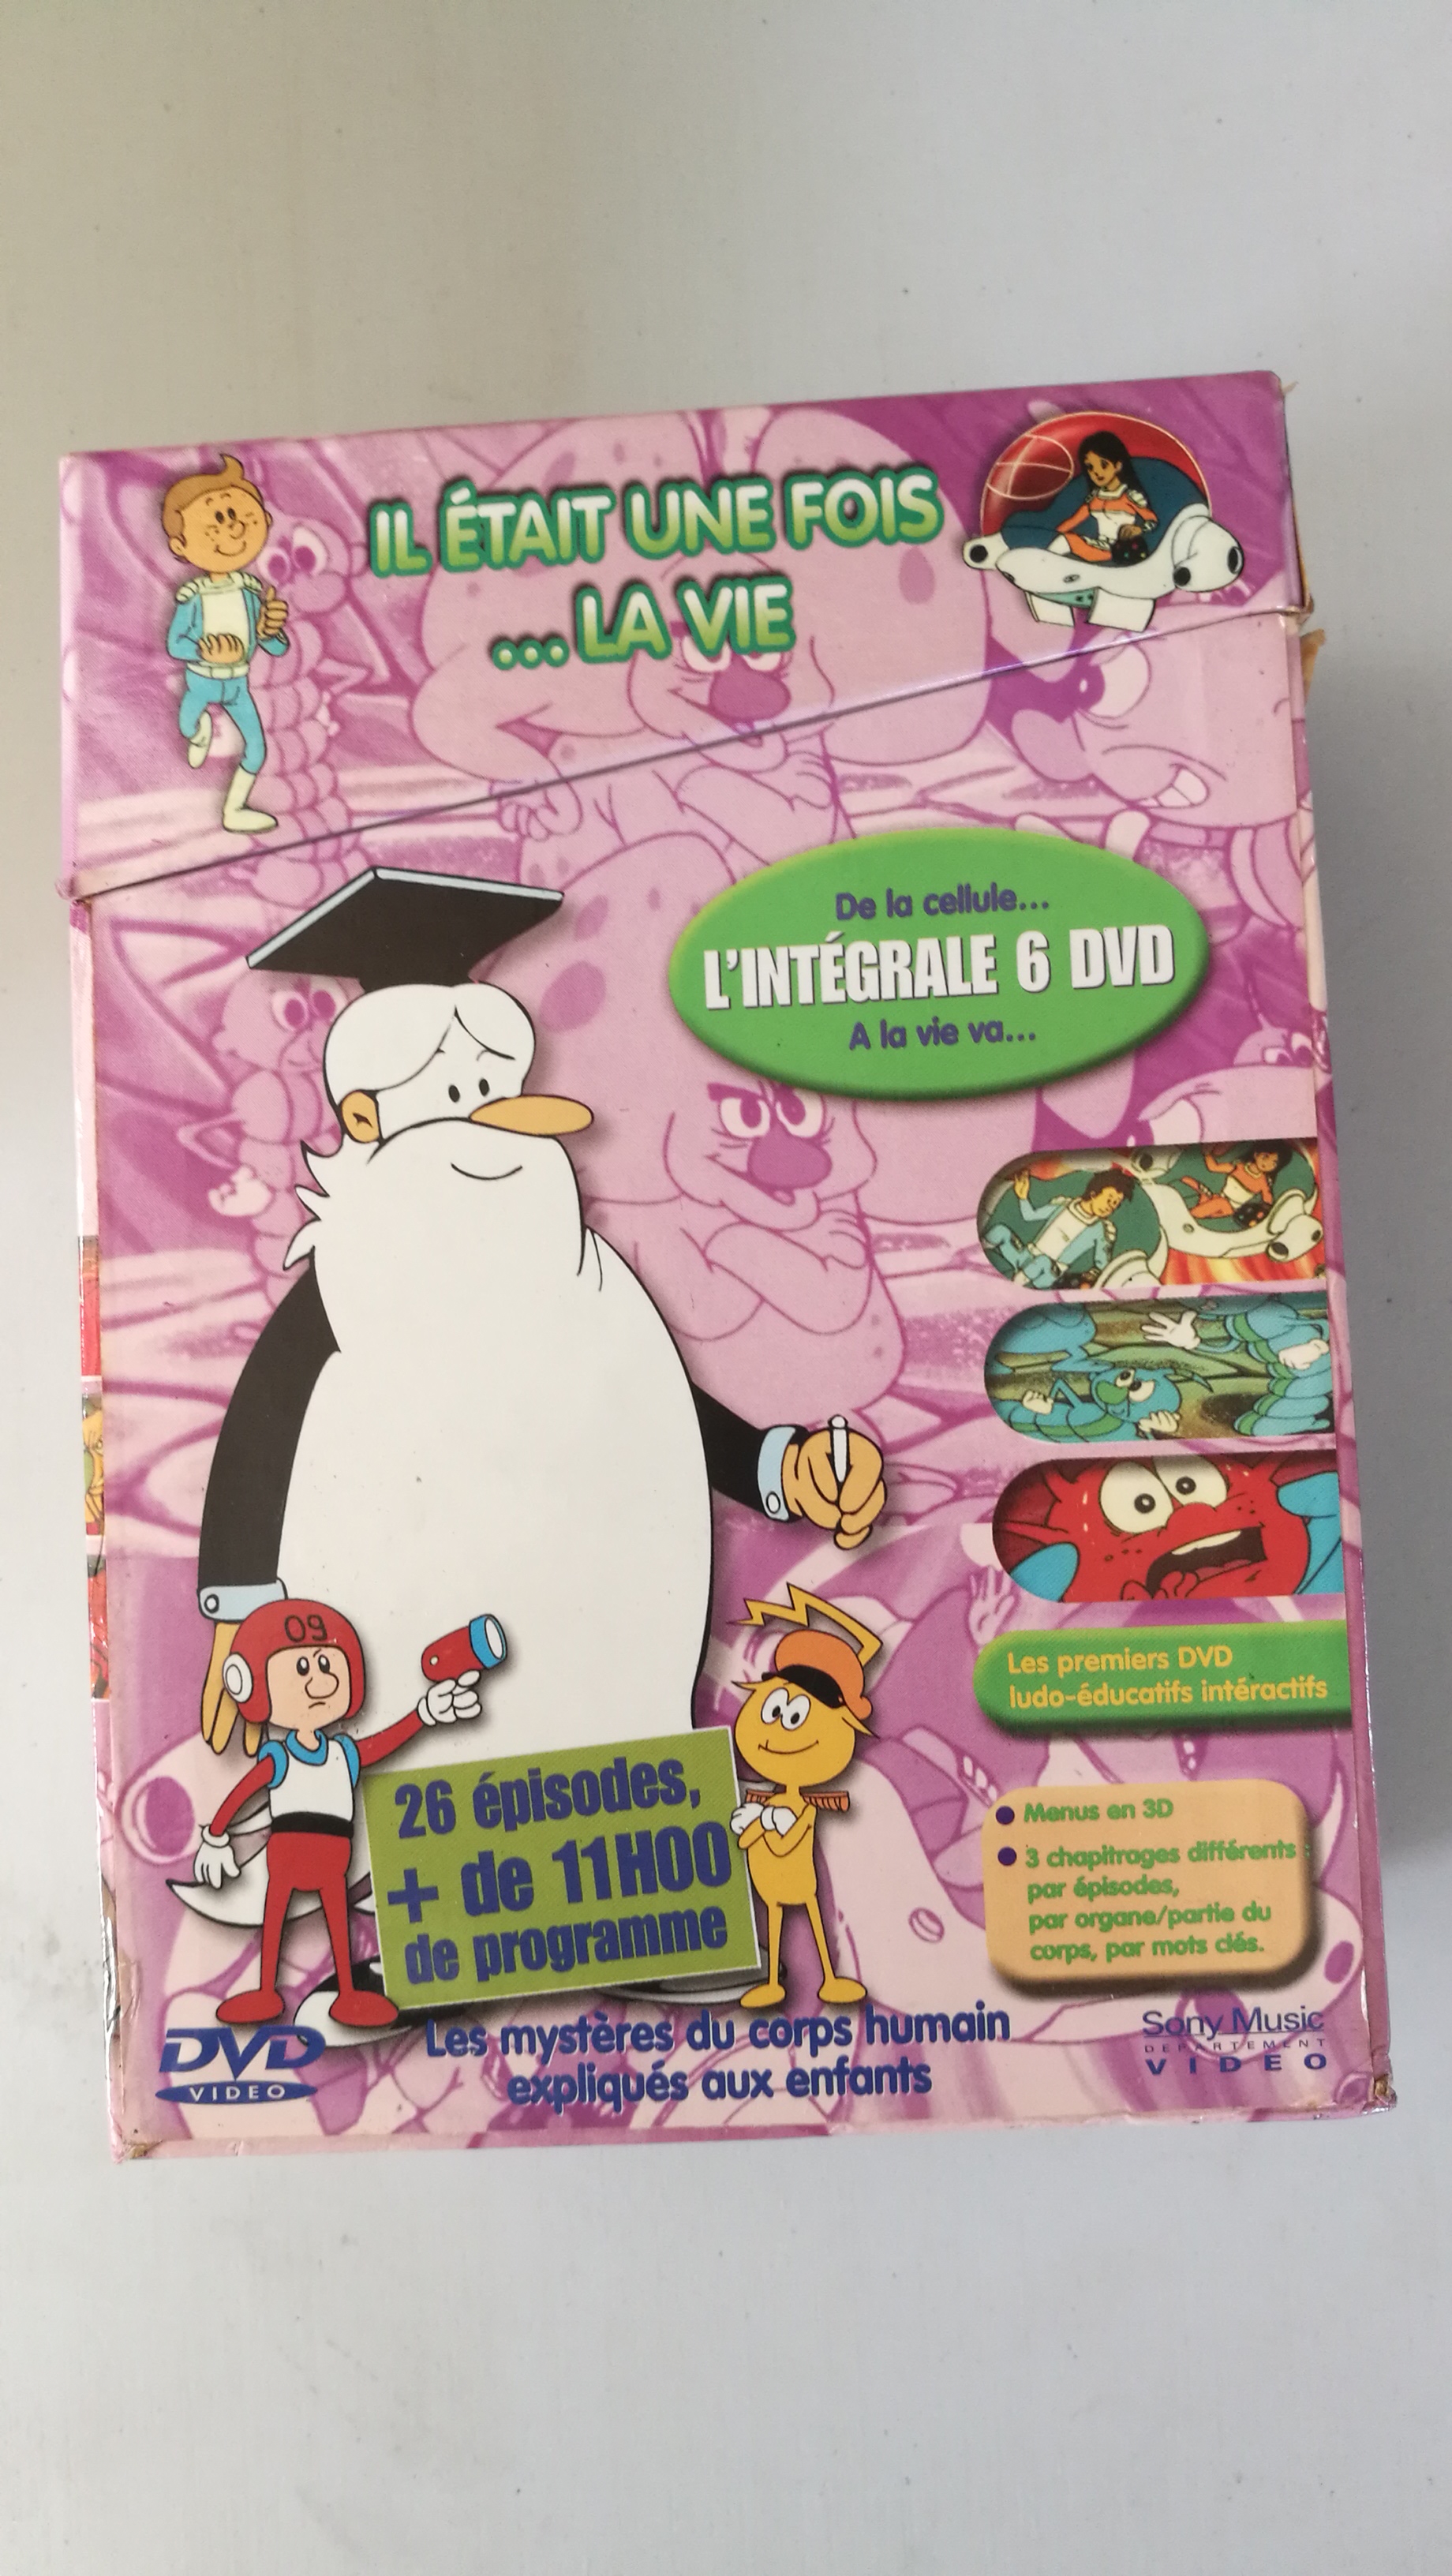 IL ÉTAIT UNE FOIS
... LA VIE
De la cellule...
L'INTÉGRALE 6 DVD
A la vie va...
Les premiers DVD
ludo-éducatifs intéractifs
09
26 épisodes,
+ de 11H00
de programme
Menus en 3D
3 chapitrages différents :
par épisodes,
par organe/partie du
corps, par mots clés.
Les mystères du corps humain
expliqués aux enfants
DVD
VIDEO
Sony Music
DEPARTEMENT
VIDEO